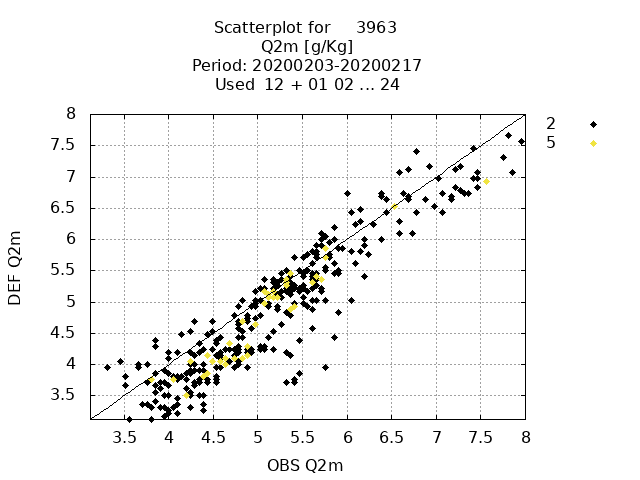 Scatterplot for 3963
Q2m [g/Kg]
Period: 20200203-20200217
Used 12 + 01 02 ... 24
8
7.5
7
6.5
6
5.5
5
4.5
4
3.5
DEF Q2m
3.5 4 4.5 5 5.5 6 6.5 7 7.5 8
OBS Q2m
2
5